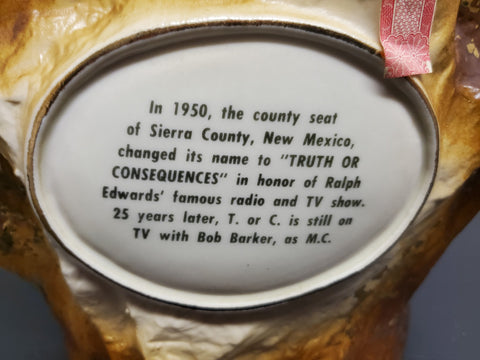 In 1950, the county seat
of Sierra County, New Mexico,
changed its name to "TRUTH OR
CONSEQUENCES" in honor of Ralph
Edwards' famous radio and TV show.
25 years later, T. or C. is still on
TV with Bob Barker, as M.C.